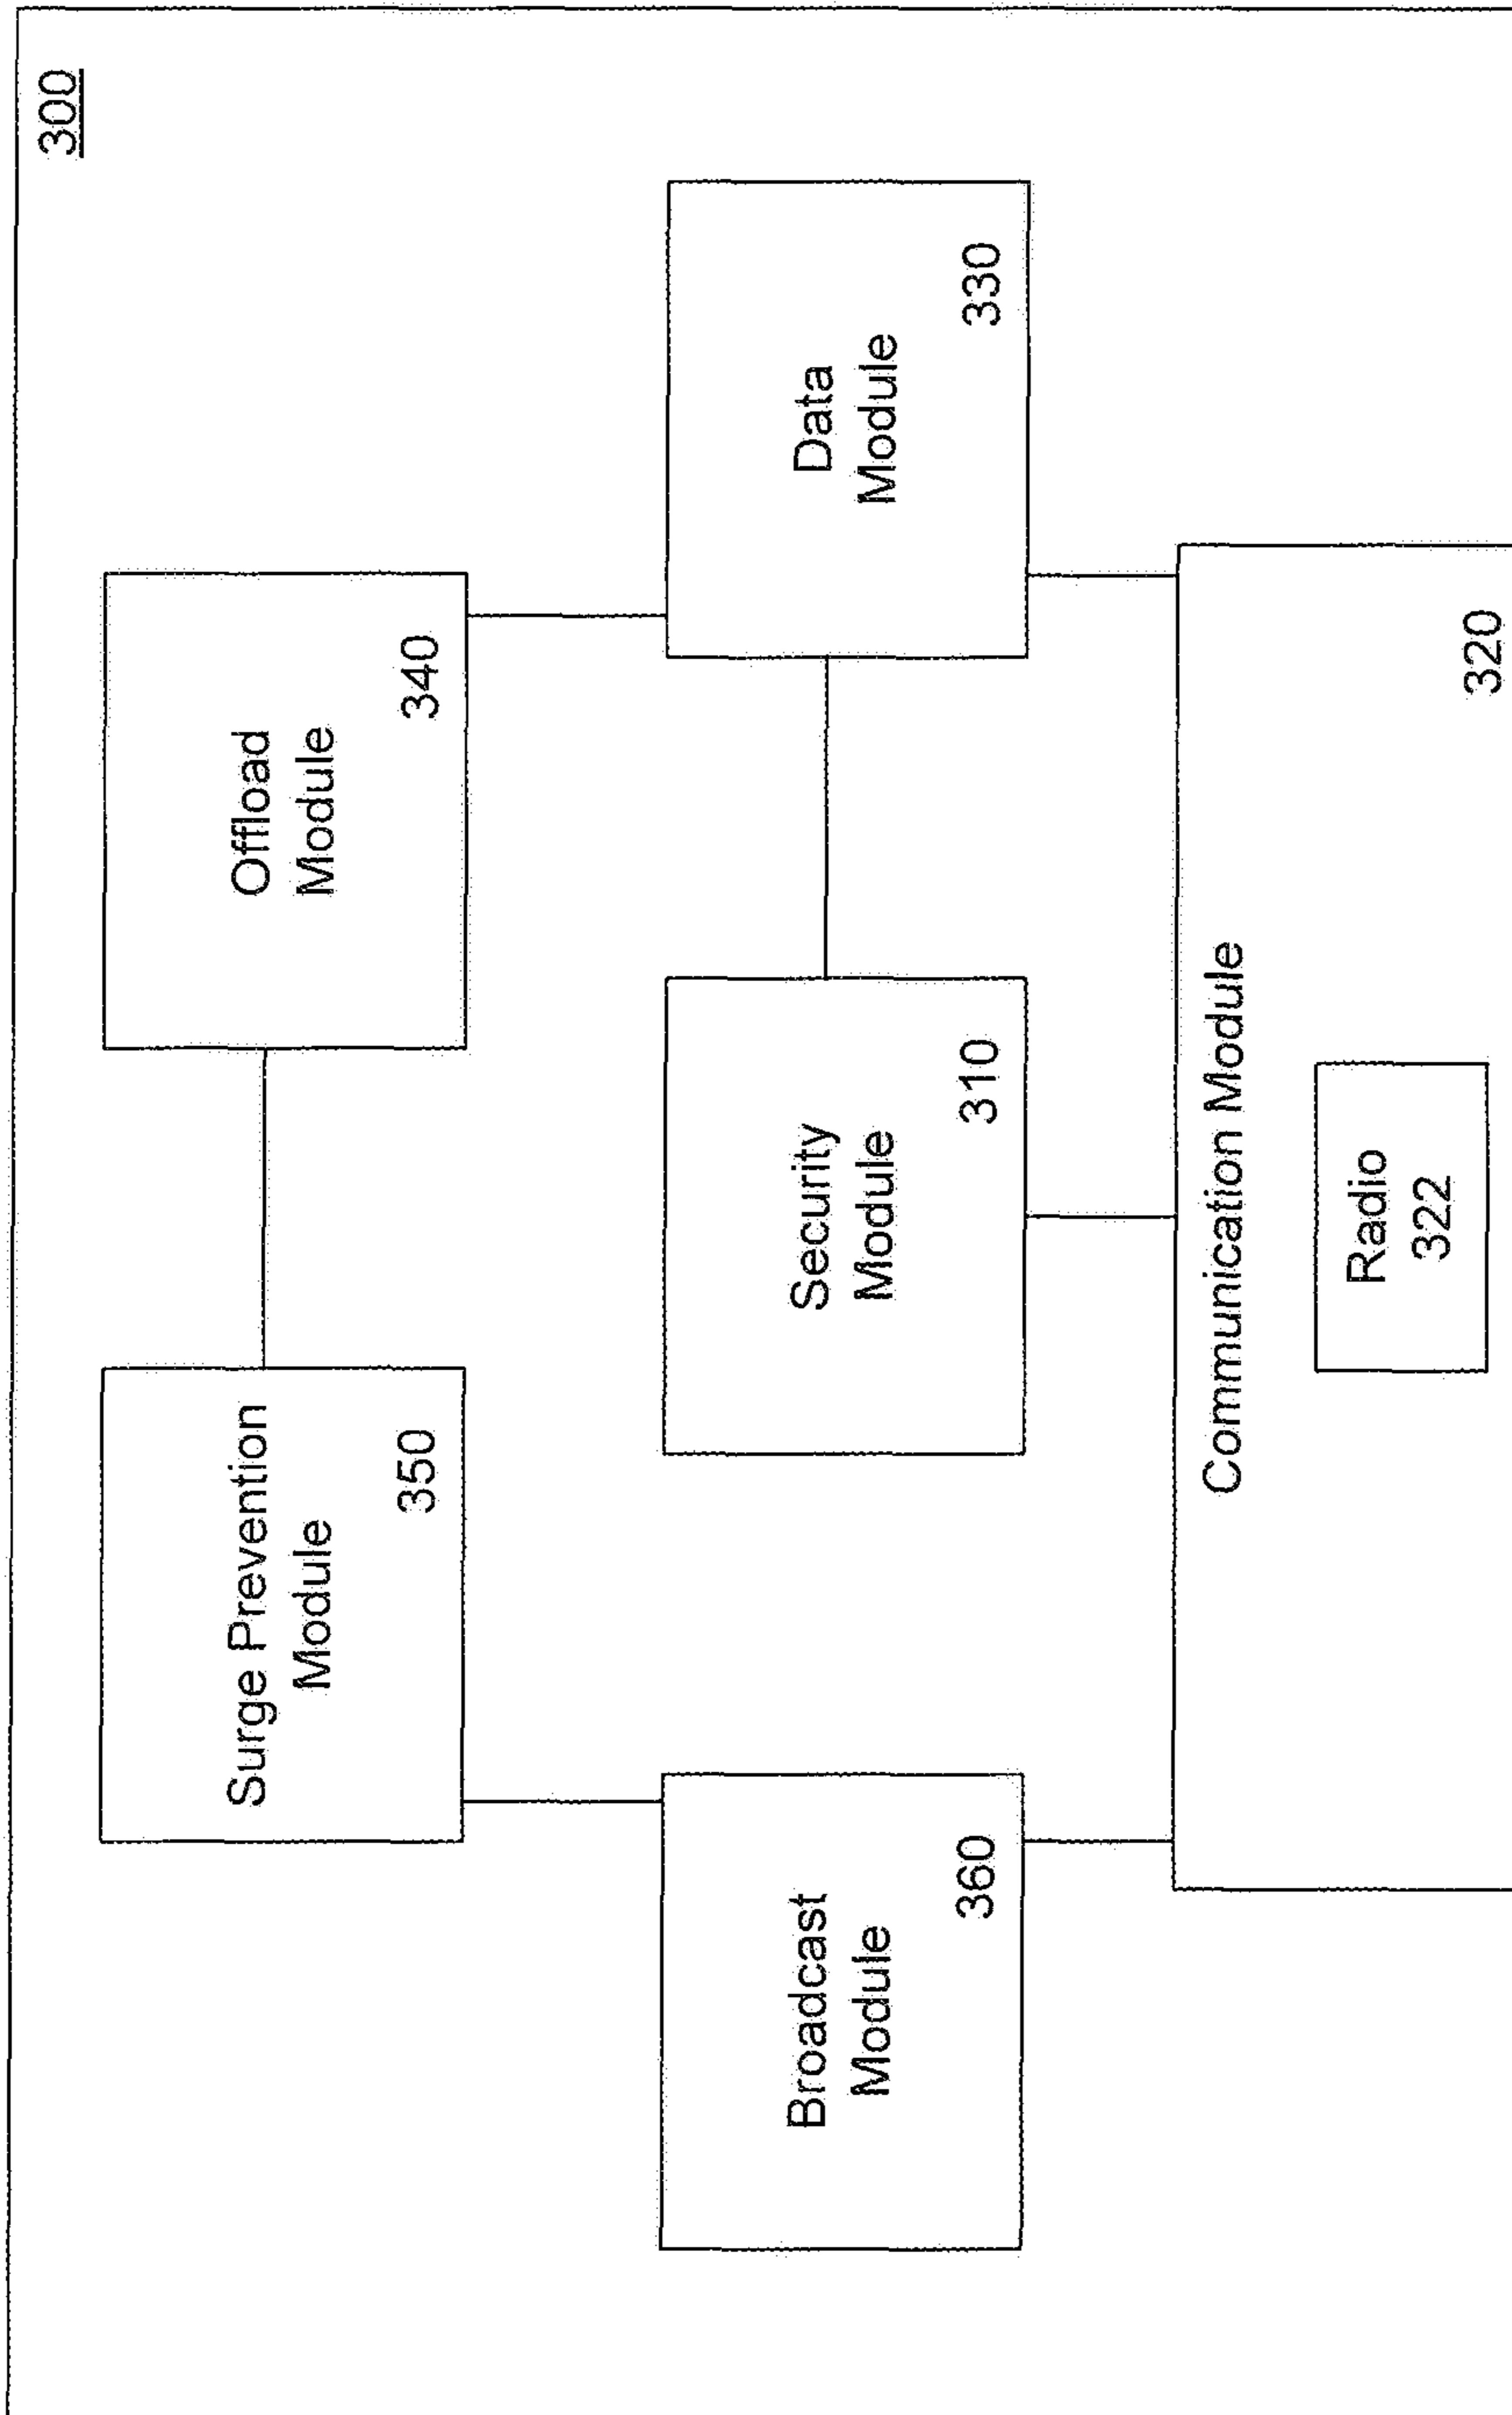 300
Surge Prevention
Module
350
Offload
Module
340
Broadcast
Module
360
Security
Module
310
Data
Module
330
Communication Module
Radio
322
320